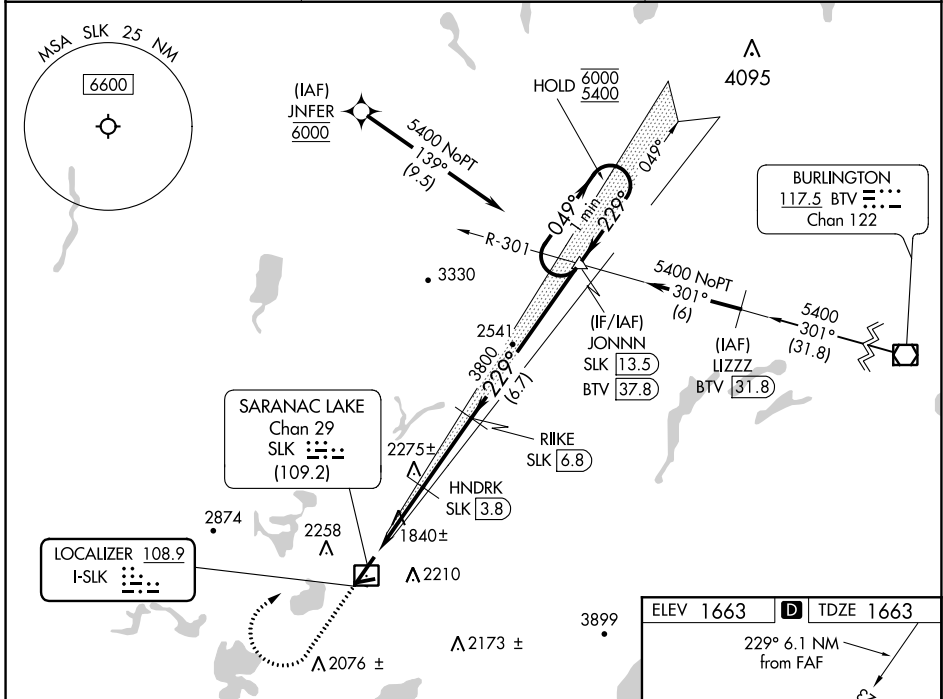 MSA SLK 25 NM
6600
(IAF)
JNFER
6000
5400 NoPT
139°
(9.5)
HOLD 6000
5400
4095
049°
1 min
229°
049°
R-301
BURLINGTON
117.5 BTV
Chan 122
5400 NoPT
301°
(6)
5400
301°
(31.8)
(IF/IAF)
JONNN
SLK 13.5
BTV 37.8
(IAF)
LIZZZ
BTV 31.8
3330
2541
3800
229°
(6.7)
SARANAC LAKE
Chan 29
SLK
(109.2)
RIIKE
SLK 6.8
2275 ±
HNDRK
SLK 3.8
2874
2258
1840 ±
LOCALIZER 108.9
I-SLK
2210
3899
2173 ±
2076 ±
ELEV 1663 D TDZE 1663
229° 6.1 NM
from FAF
23